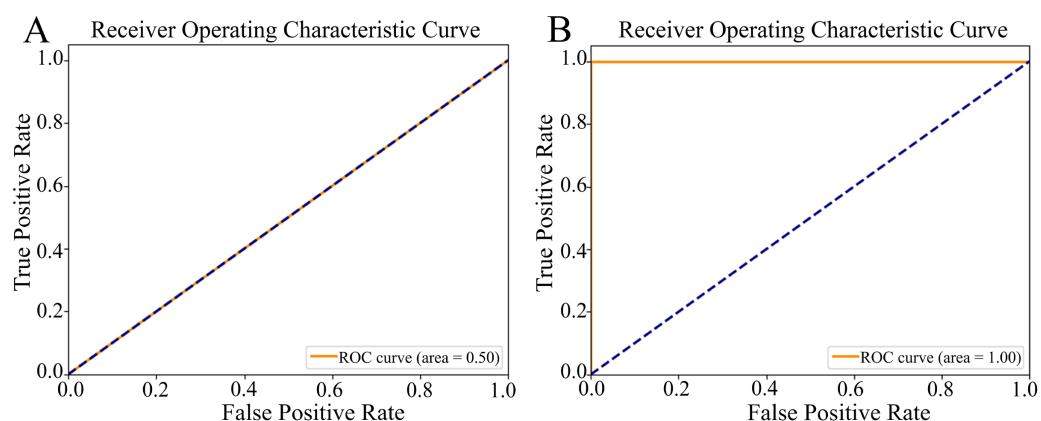 A
Receiver Operating Characteristic Curve
True Positive Rate
1.0
0.8
0.6
0.4
0.2
0.0
0.0 0.2 0.4 0.6 0.8 1.0
False Positive Rate
ROC curve (area = 0.50)
B
Receiver Operating Characteristic Curve
True Positive Rate
1.0
0.8
0.6
0.4
0.2
0.0
0.0 0.2 0.4 0.6 0.8 1.0
False Positive Rate
ROC curve (area = 1.00)